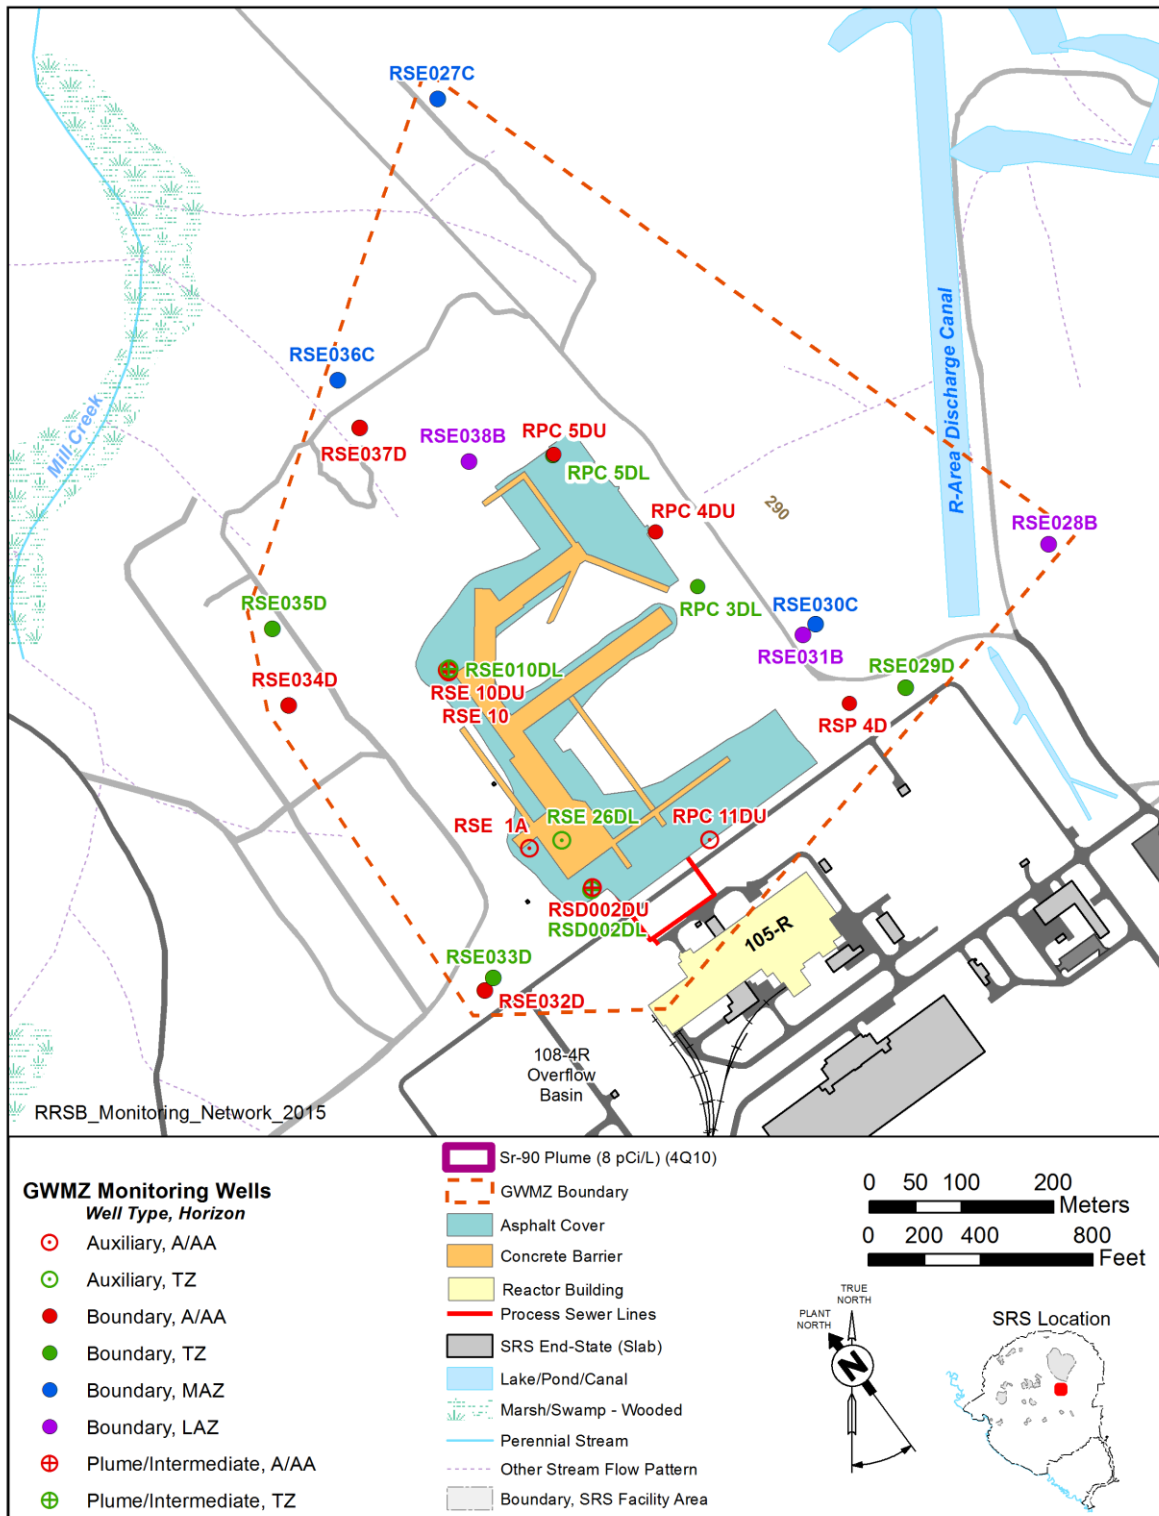 RSE027C
RSE036C
RSE037D
RSE038B
RPC 5DU
RPC 5DL
RPC 4DU
290
RPC 3DL
R-Area Discharge Canal
RSE028B
Mill Creek
RSE035D
RSE034D
RSE030C
RSE031B
RSE029D
RSP 4D
RSE010DL
RSE 10DU
RSE 10
RSE 1A
RSE 26DL
RPC 11DU
RSD002DU
RSD002DL
105-R
RSE033D
RSE032D
108-4R
Overflow
Basin
RRSB_Monitoring_Network_2015
GWMZ Monitoring Wells
Well Type, Horizon
Auxiliary, A/AA
Auxiliary, TZ
Boundary, A/AA
Boundary, TZ
Boundary, MAZ
Boundary, LAZ
Plume/Intermediate, A/AA
Plume/Intermediate, TZ
Sr-90 Plume (8 pCi/L) (4Q10)
GWMZ Boundary
Asphalt Cover
Concrete Barrier
Reactor Building
Process Sewer Lines
SRS End-State (Slab)
Lake/Pond/Canal
Marsh/Swamp - Wooded
Perennial Stream
Other Stream Flow Pattern
Boundary, SRS Facility Area
0 50 100 200
Meters
0 200 400 800
Feet
TRUE
NORTH
PLANT
NORTH
N
SRS Location